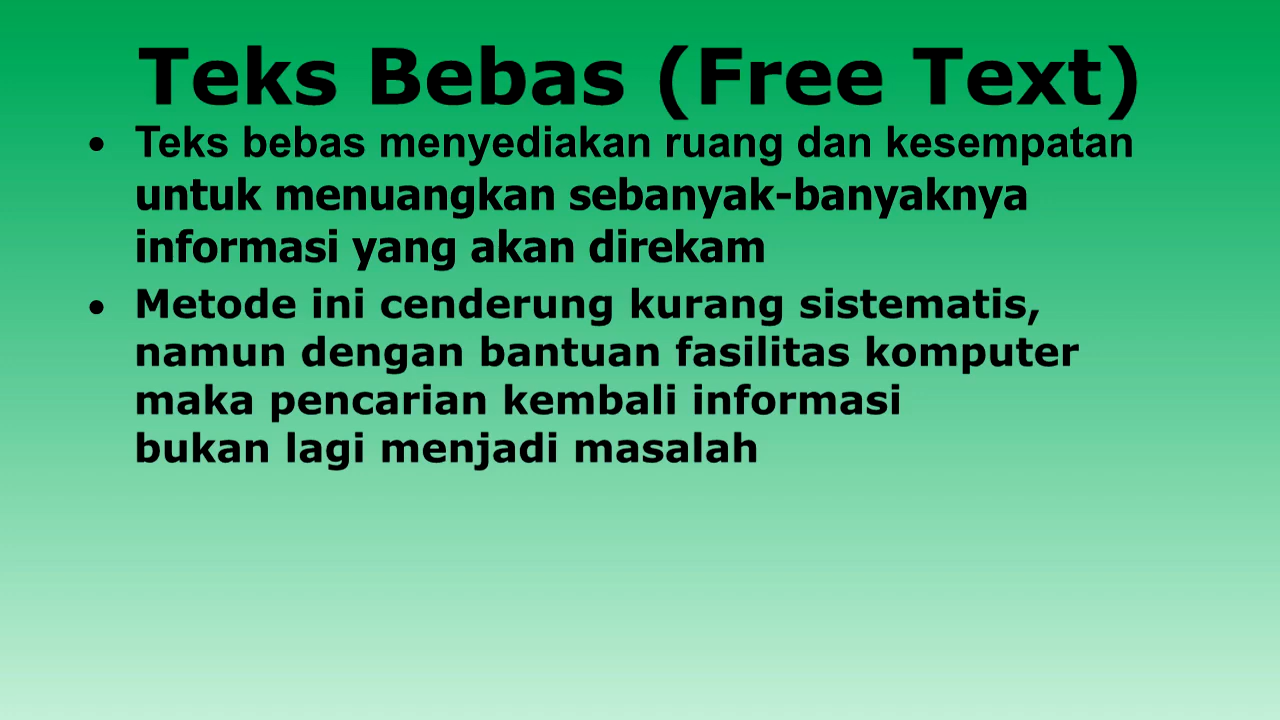 Teks Bebas (Free Text)
• Teks bebas menyediakan ruang dan kesempatan
untuk menuangkan sebanyak-banyaknya
informasi yang akan direkam
• Metode ini cenderung kurang sistematis,
namun dengan bantuan fasilitas komputer
maka pencarian kembali informasi
bukan lagi menjadi masalah